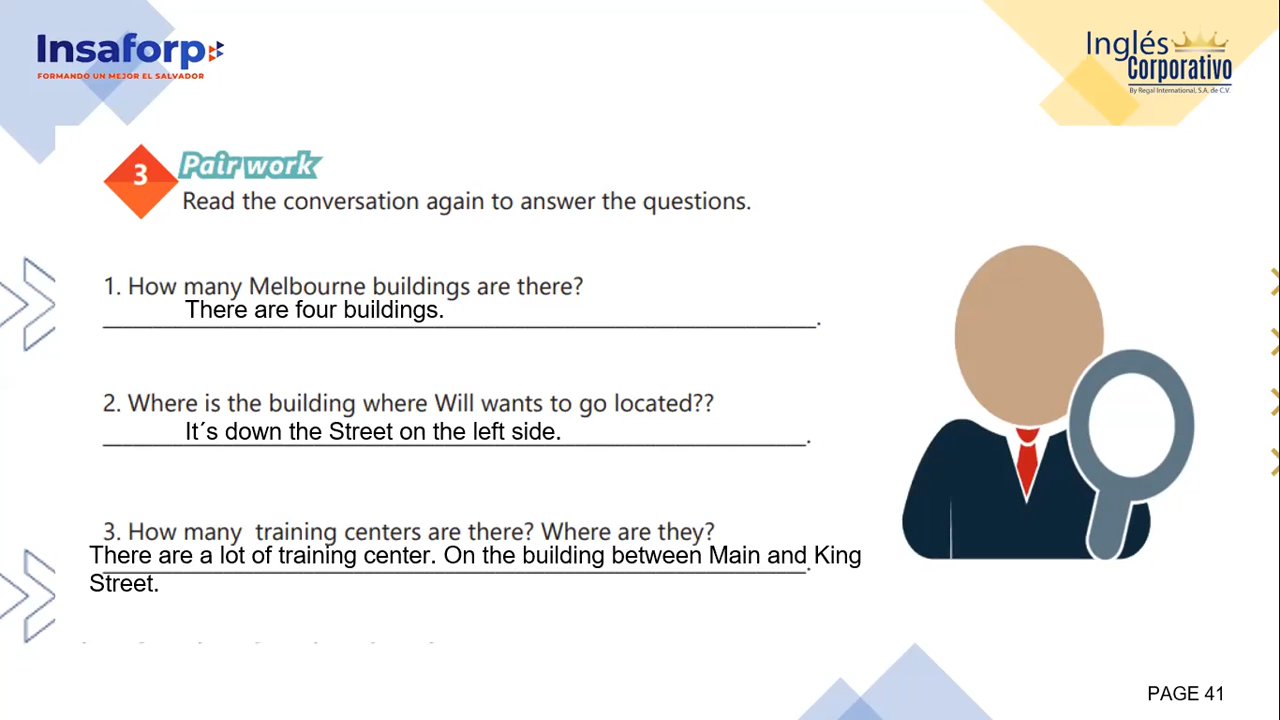 Insaforp
FORMANDO UN MEJOR EL SALVADOR
Inglés
Corporativo
By Regal International, S.A. de C.V.
3
Pair work
Read the conversation again to answer the questions.
1. How many Melbourne buildings are there?
There are four buildings.
2. Where is the building where Will wants to go located??
It´s down the Street on the left side.
3. How many training centers are there? Where are they?
There are a lot of training center. On the building between Main and King
Street.
PAGE 41